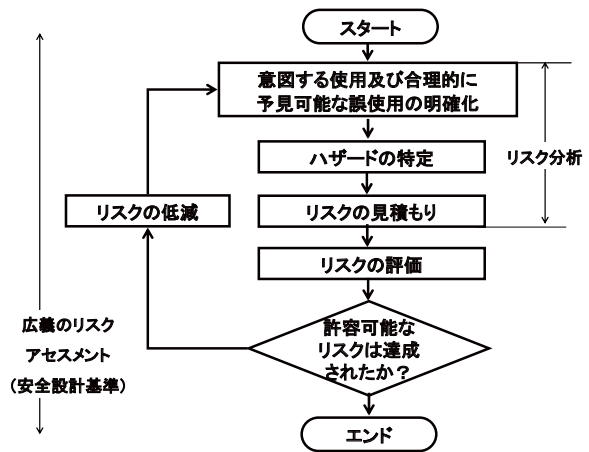 スタート
意図する使用及び合理的に
予見可能な誤使用の明確化
ハザードの特定
リスク分析
リスクの低減
リスクの見積もり
リスクの評価
広義のリスク
アセスメント
（安全設計基準）
許容可能な
リスクは達成
されたか？
エンド